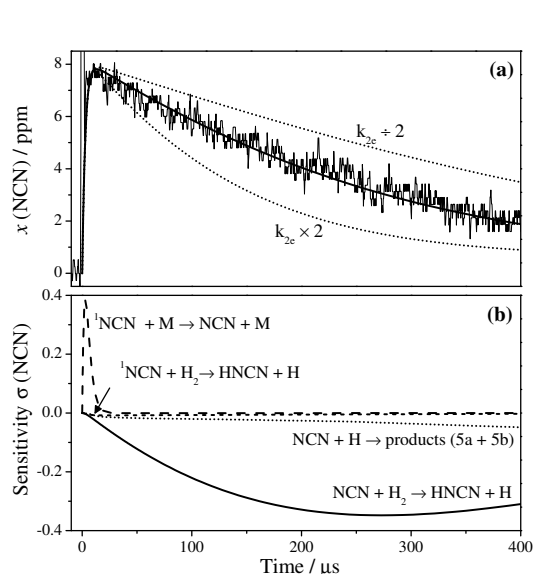 (a)
8
6
4
2
0
x (NCN) / ppm
k2e ÷ 2
k2e × 2
(b)
0.4
0.2
0.0
-0.2
-0.4
Sensitivity σ (NCN)
¹NCN + M → NCN + M
¹NCN + H₂→ HNCN + H
NCN + H → products (5a + 5b)
NCN + H₂ → HNCN + H
0 100 200 300 400
Time / μs